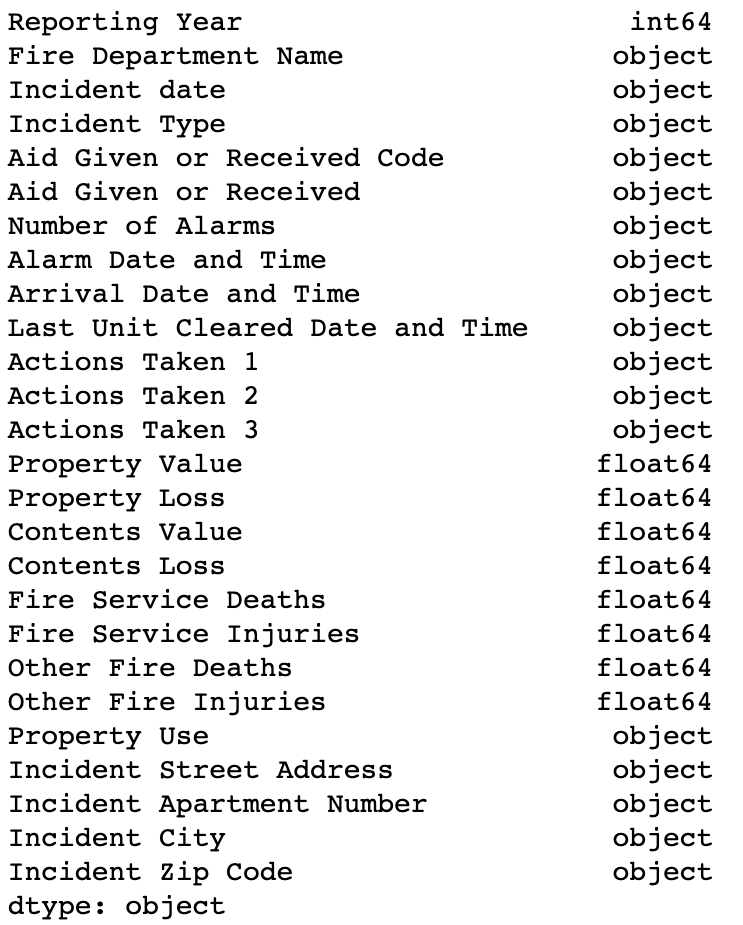 Reporting Year int64
Fire Department Name object
Incident date object
Incident Type object
Aid Given or Received Code object
Aid Given or Received object
Number of Alarms object
Alarm Date and Time object
Arrival Date and Time object
Last Unit Cleared Date and Time object
Actions Taken 1 object
Actions Taken 2 object
Actions Taken 3 object
Property Value float64
Property Loss float64
Contents Value float64
Contents Loss float64
Fire Service Deaths float64
Fire Service Injuries float64
Other Fire Deaths float64
Other Fire Injuries float64
Property Use object
Incident Street Address object
Incident Apartment Number object
Incident City object
Incident Zip Code object
dtype: object